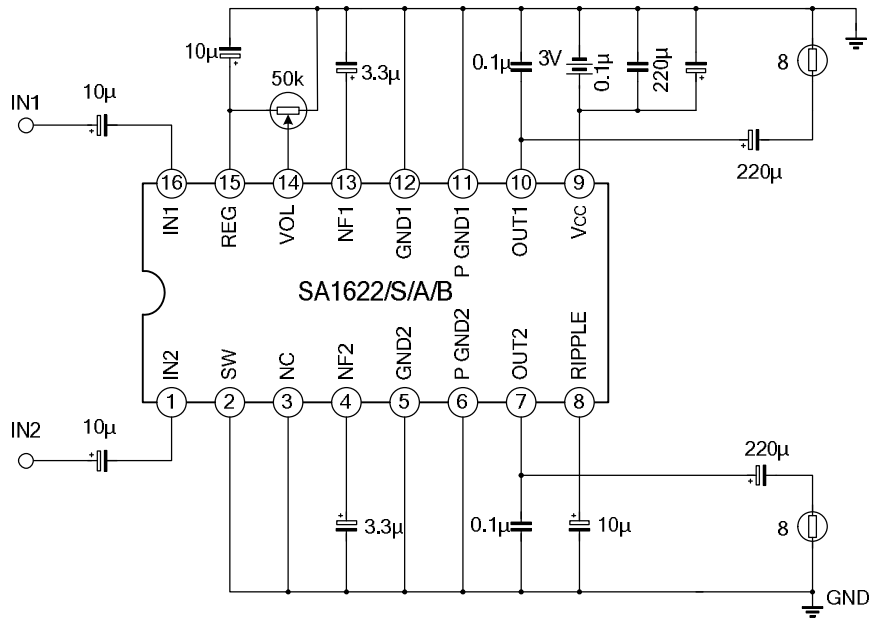 10µ
50k
3.3µ
0.1µ
3V
0.1µ
220µ
8
IN1
10µ
220µ
16
15
14
13
12
11
10
9
IN1
REG
VOL
NF1
GND1
P GND1
OUT1
VCC
SA1622/S/A/B
IN2
SW
NC
NF2
GND2
P GND2
OUT2
RIPPLE
1
2
3
4
5
6
7
8
IN2
10µ
220µ
3.3µ
0.1µ
10µ
8
GND